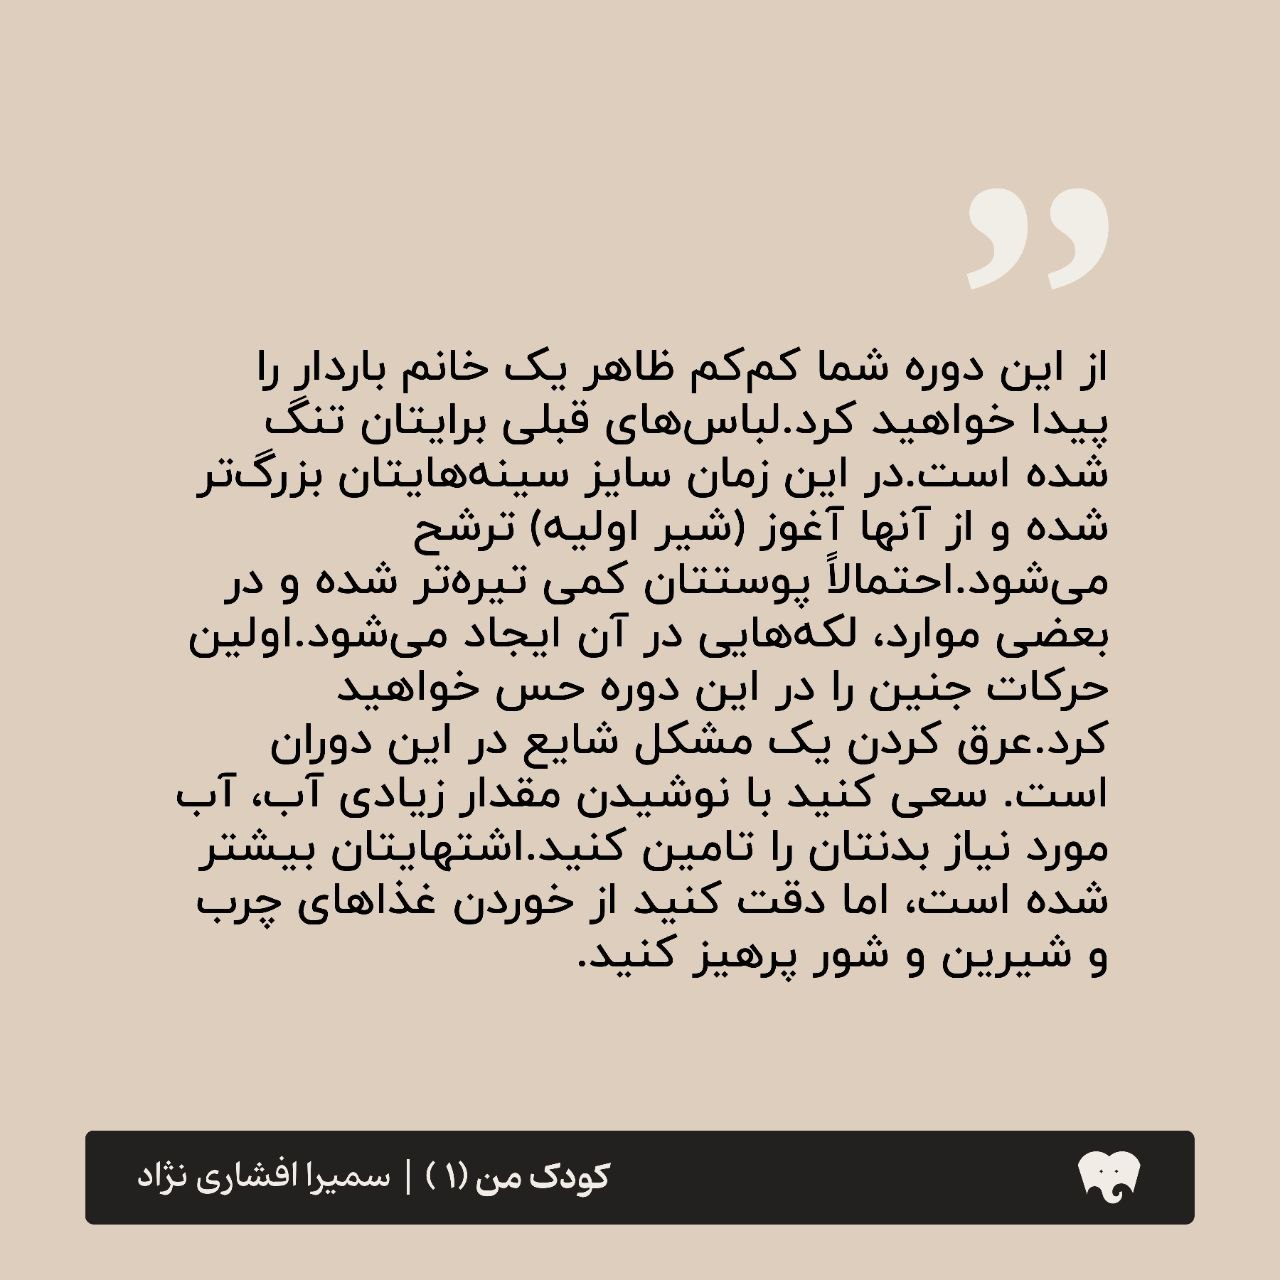 ”
از این دوره شما کم‌کم ظاهر یک خانم باردار را
پیدا خواهید کرد.لباس‌های قبلی برایتان تنگ
شده است.در این زمان سایز سینه‌هایتان بزرگ‌تر
شده و از آنها آغوز (شیر اولیه) ترشح
می‌شود.احتمالاً پوستتان کمی تیره‌تر شده و در
بعضی موارد، لکه‌هایی در آن ایجاد می‌شود.اولین
حرکات جنین را در این دوره حس خواهید
کرد.عرق کردن یک مشکل شایع در این دوران
است. سعی کنید با نوشیدن مقدار زیادی آب، آب
مورد نیاز بدنتان را تامین کنید.اشتهایتان بیشتر
شده است، اما دقت کنید از خوردن غذاهای چرب
و شیرین و شور پرهیز کنید.
کودک من (۱ ) | سمیرا افشاری نژاد